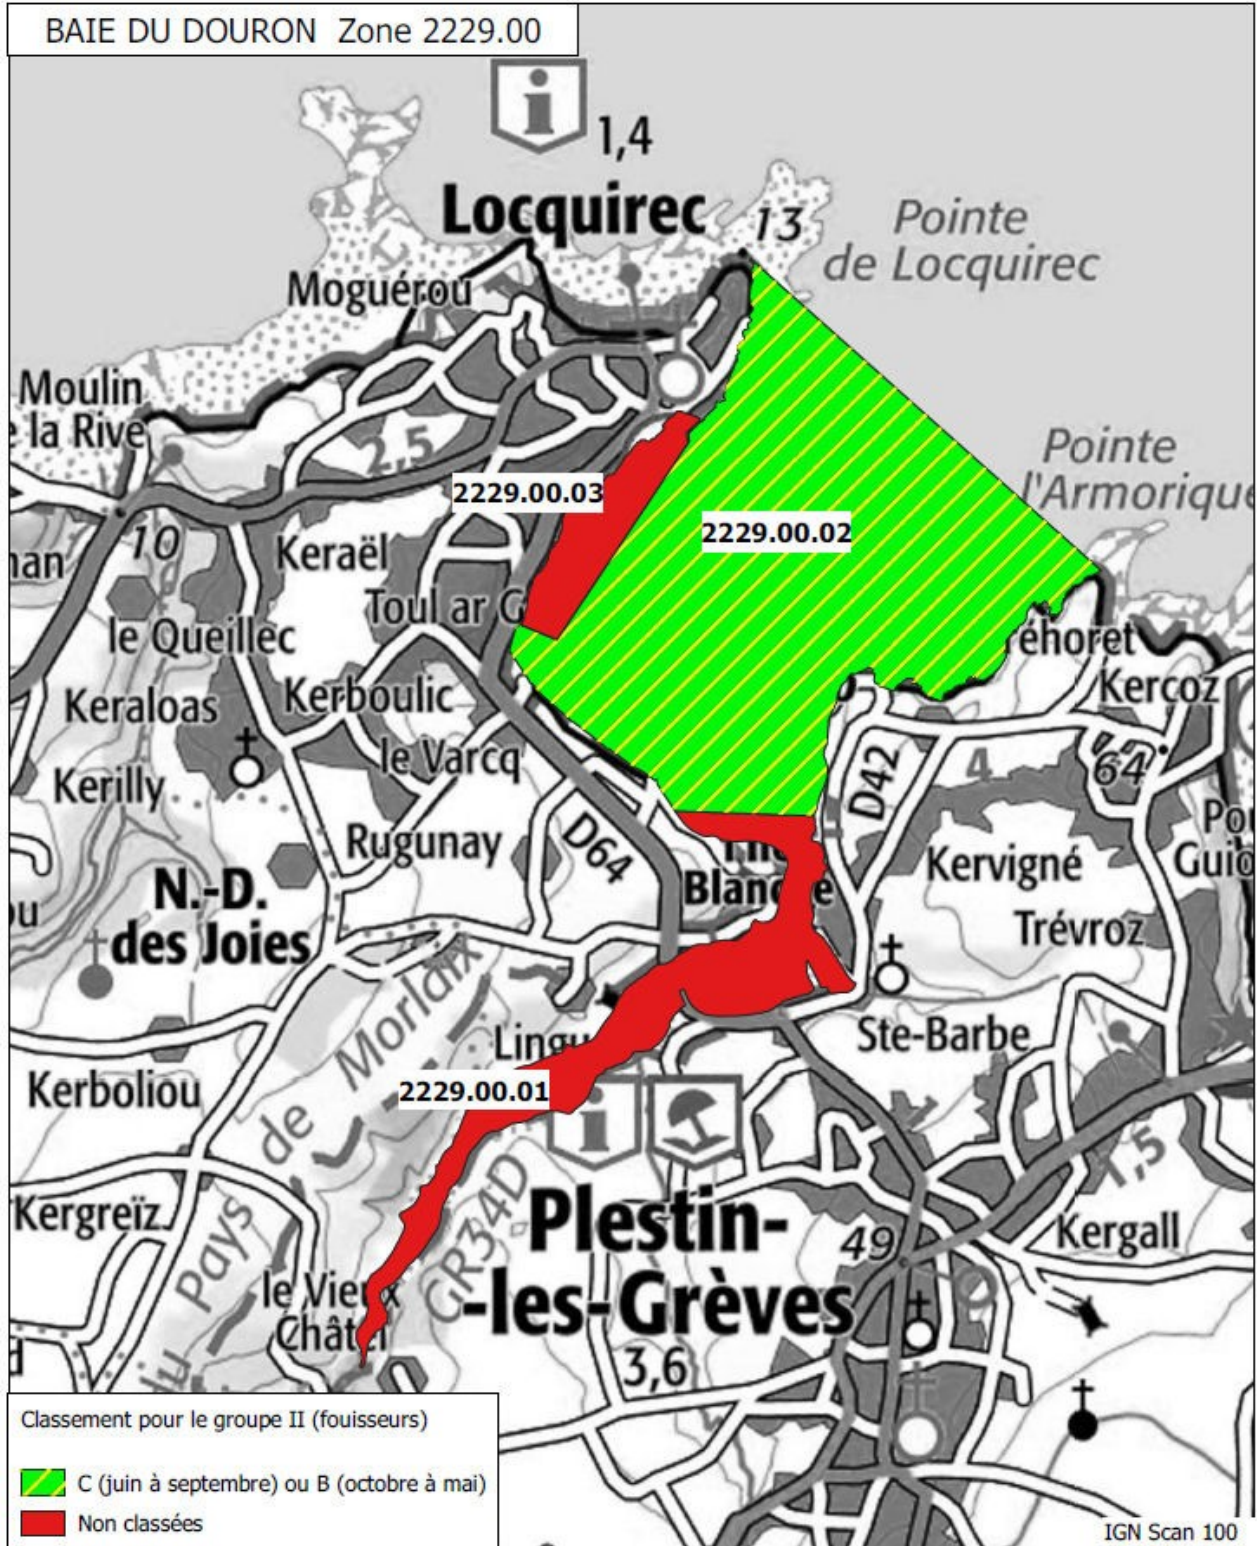 BAIE DU DOURON Zone 2229.00
1,4
Locquirec
13
Pointe
de Locquirec
Moguérou
Moulin
la Rive
2,5
Pointe
l'Armorique
2229.00.03
2229.00.02
10
Keraël
Toul ar G
le Queillec
Kercoz
Keraloas
Kerboulic
le Varcq
64
4
Kerilly
D42
D64
Rugunay
Kervigné
N.-D.
des Joies
Blanche
Trévroz
Morlaix
Ste-Barbe
Kerboliou
de
2229.00.01
1,5
Pays
GR34D
Kergreïz
Plestin-
-les-Grèves
49
Kergall
le Vieux
Châtel
du
3,6
Classement pour le groupe II (fouisseurs)
C (juin à septembre) ou B (octobre à mai)
Non classées
IGN Scan 100